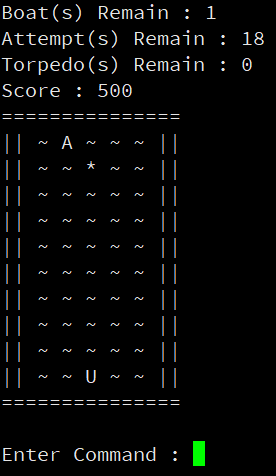 Boat(s) Remain : 1
Attempt(s) Remain : 18
Torpedo(s) Remain : 0
Score : 500
===============
|| ~ A ~ ~ ~ ||
|| ~ ~ * ~ ~ ||
|| ~ ~ ~ ~ ~ ||
|| ~ ~ ~ ~ ~ ||
|| ~ ~ ~ ~ ~ ||
|| ~ ~ ~ ~ ~ ||
|| ~ ~ ~ ~ ~ ||
|| ~ ~ ~ ~ ~ ||
|| ~ ~ ~ ~ ~ ||
|| ~ ~ U ~ ~ ||
===============
Enter Command :